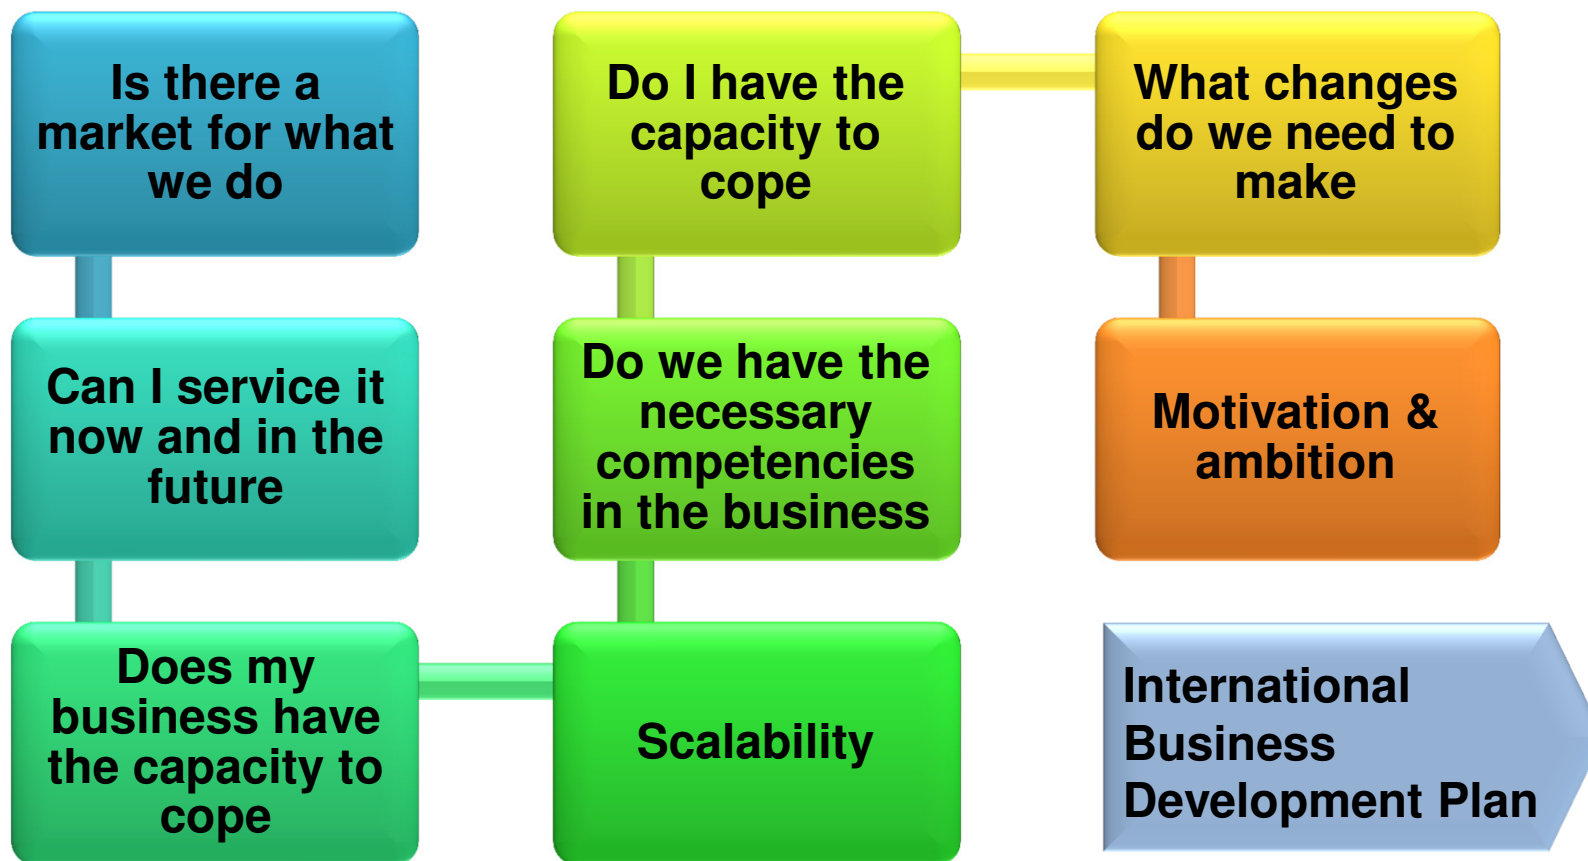 Is there a
market for what
we do
Can I service it
now and in the
future
Does my
business have
the capacity to
cope
Scalability
Do we have the
necessary
competencies
in the business
Do I have the
capacity to
cope
What changes
do we need to
make
Motivation &
ambition
International
Business
Development Plan